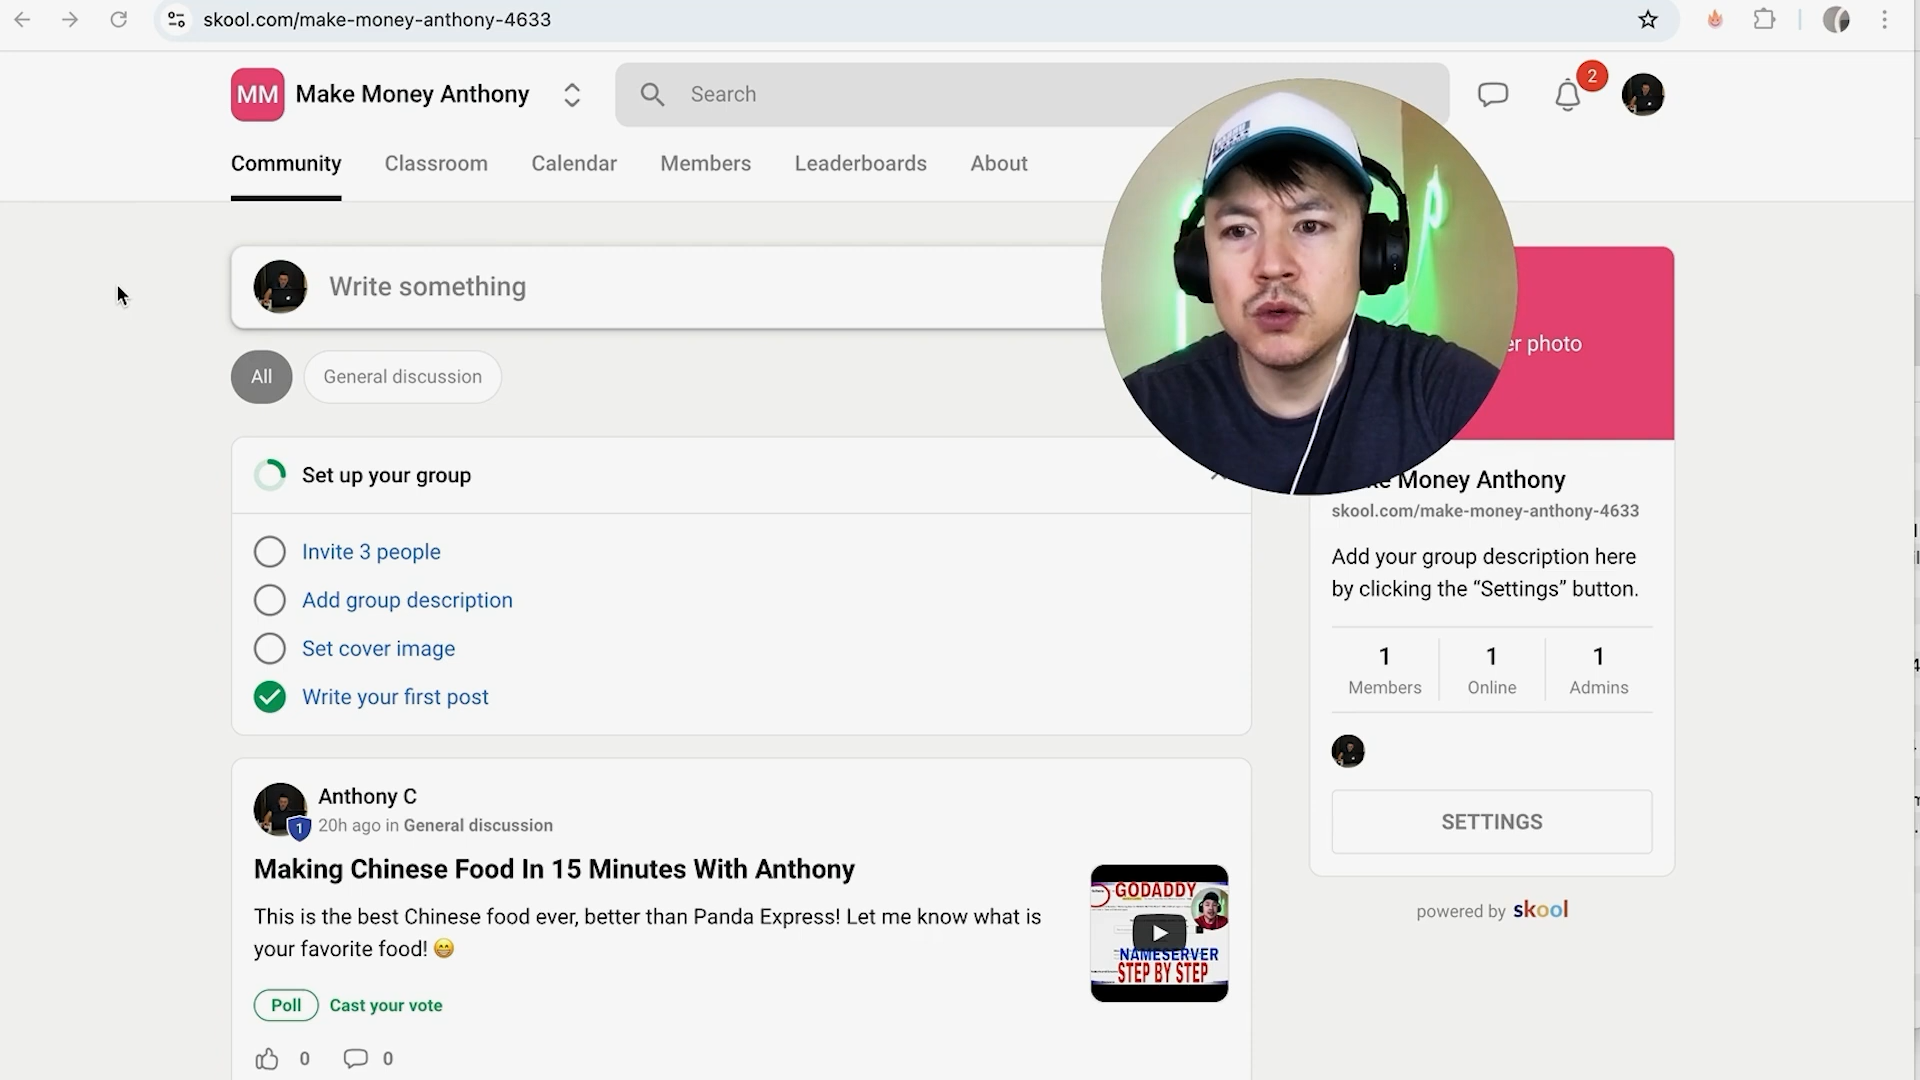 skool.com/make-money-anthony-4633
MM Make Money Anthony
Search
2
Community Classroom Calendar Members Leaderboards About
Write something
er photo
All General discussion
Set up your group
Invite 3 people
Add group description
Set cover image
Write your first post
Money Anthony
skool.com/make-money-anthony-4633
Add your group description here
by clicking the “Settings” button.
1 1 1
Members Online Admins
SETTINGS
powered by skool
Anthony C
1
20h ago in General discussion
Making Chinese Food In 15 Minutes With Anthony
This is the best Chinese food ever, better than Panda Express! Let me know what is
your favorite food! 😁
GODADDY
NAMESERVER
STEP BY STEP
Poll Cast your vote
0 0